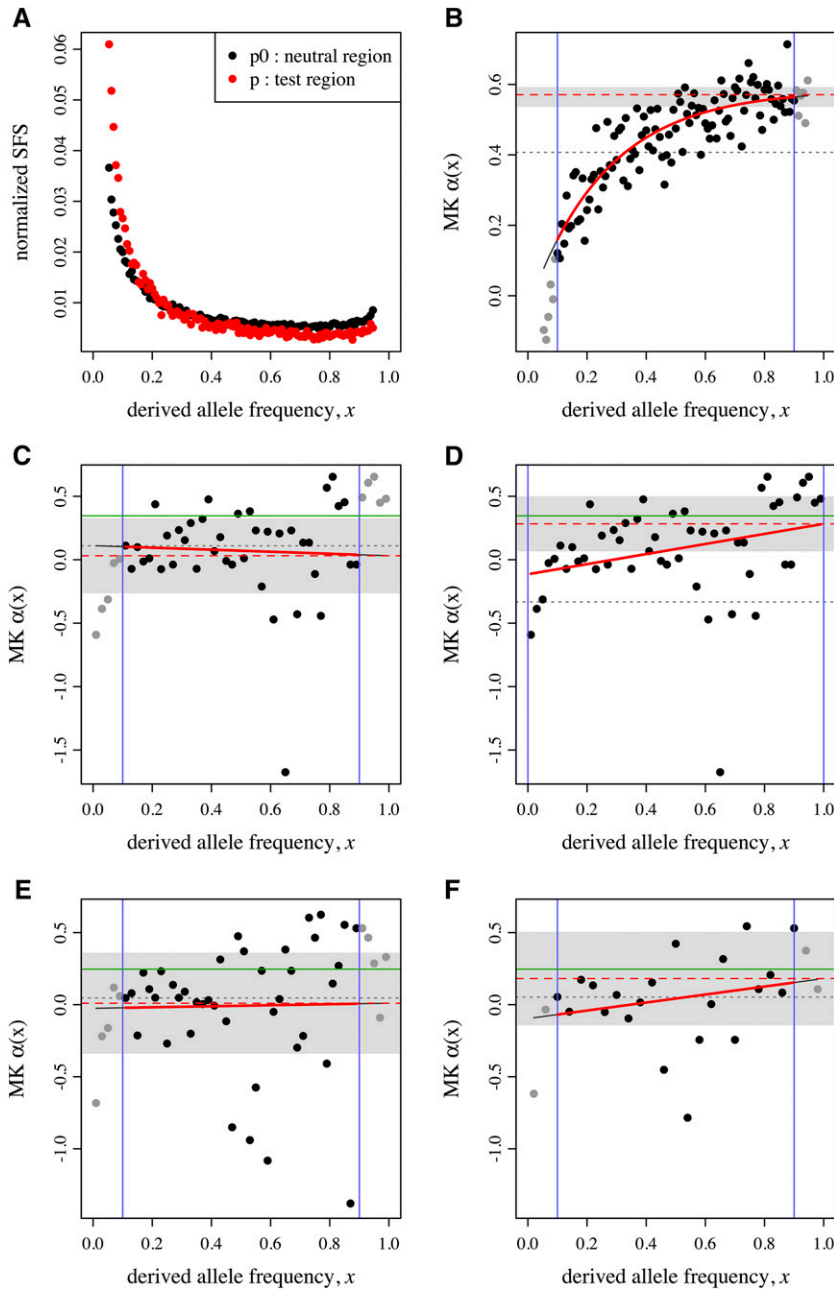 A
normalized SFS
0.06
0.05
0.04
0.03
0.02
0.01
p0 : neutral region
p : test region
0.0 0.2 0.4 0.6 0.8 1.0
derived allele frequency, x
B
MK α(x)
0.6
0.4
0.2
0.0
0.0 0.2 0.4 0.6 0.8 1.0
derived allele frequency, x
C
MK α(x)
0.5
0.0
-0.5
-1.0
-1.5
0.0 0.2 0.4 0.6 0.8 1.0
derived allele frequency, x
D
MK α(x)
0.5
0.0
-0.5
-1.0
-1.5
0.0 0.2 0.4 0.6 0.8 1.0
derived allele frequency, x
E
MK α(x)
0.5
0.0
-0.5
-1.0
0.0 0.2 0.4 0.6 0.8 1.0
derived allele frequency, x
F
MK α(x)
0.5
0.0
-0.5
-1.0
0.0 0.2 0.4 0.6 0.8 1.0
derived allele frequency, x